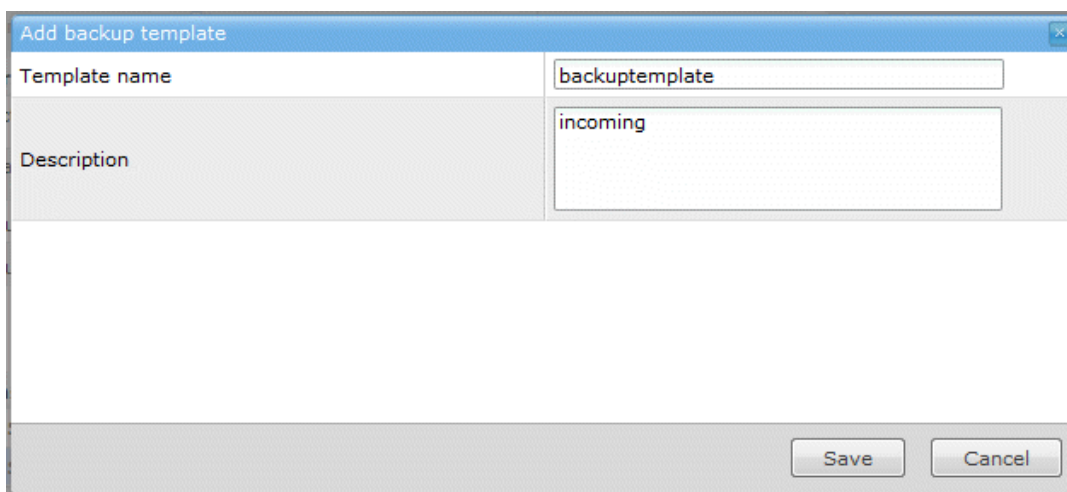 Add backup template
Template name
backuptemplate
Description
incoming
Save
Cancel